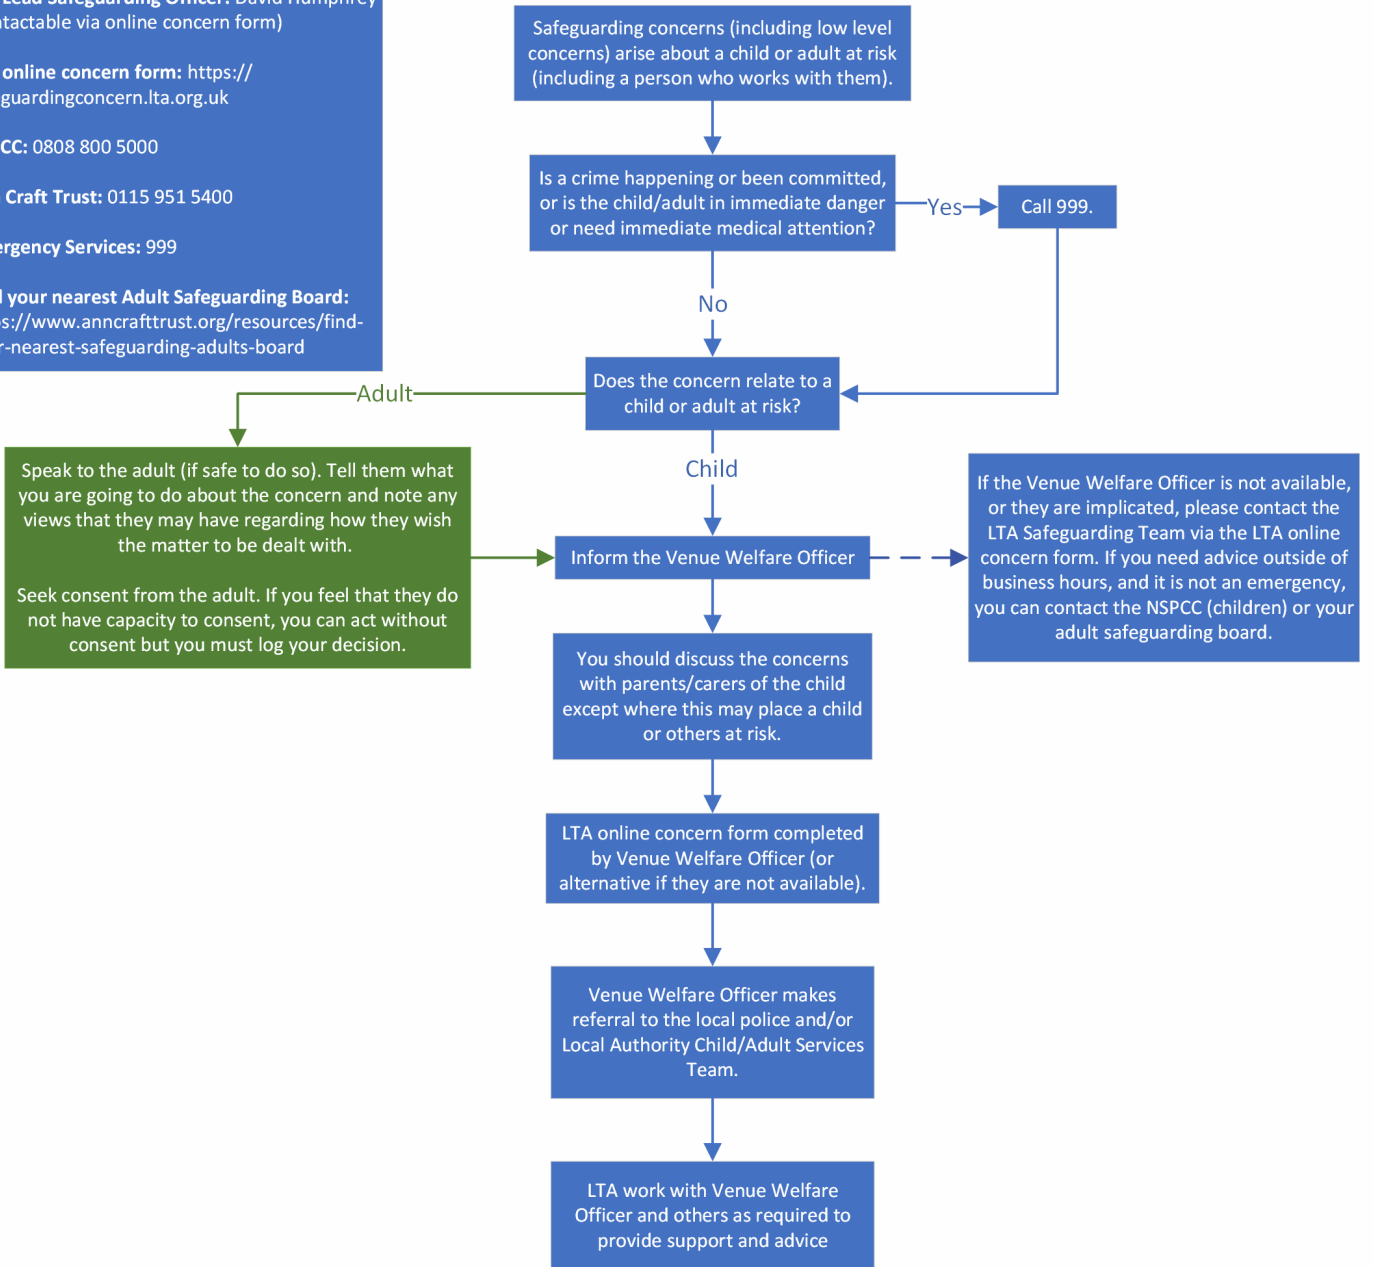 Lead Safeguarding Officer: David Humphrey
ntactable via online concern form)
online concern form: https://
guardingconcern.lta.org.uk
CC: 0808 800 5000
Craft Trust: 0115 951 5400
ergency Services: 999
your nearest Adult Safeguarding Board:
s://www.anncrafttrust.org/resources/find-
r-nearest-safeguarding-adults-board
Safeguarding concerns (including low level
concerns) arise about a child or adult at risk
(including a person who works with them).
Is a crime happening or been committed,
or is the child/adult in immediate danger
or need immediate medical attention?
Yes
Call 999.
No
Does the concern relate to a
child or adult at risk?
Adult
Speak to the adult (if safe to do so). Tell them what
you are going to do about the concern and note any
views that they may have regarding how they wish
the matter to be dealt with.
Seek consent from the adult. If you feel that they do
not have capacity to consent, you can act without
consent but you must log your decision.
Child
Inform the Venue Welfare Officer
If the Venue Welfare Officer is not available,
or they are implicated, please contact the
LTA Safeguarding Team via the LTA online
concern form. If you need advice outside of
business hours, and it is not an emergency,
you can contact the NSPCC (children) or your
adult safeguarding board.
You should discuss the concerns
with parents/carers of the child
except where this may place a child
or others at risk.
LTA online concern form completed
by Venue Welfare Officer (or
alternative if they are not available).
Venue Welfare Officer makes
referral to the local police and/or
Local Authority Child/Adult Services
Team.
LTA work with Venue Welfare
Officer and others as required to
provide support and advice